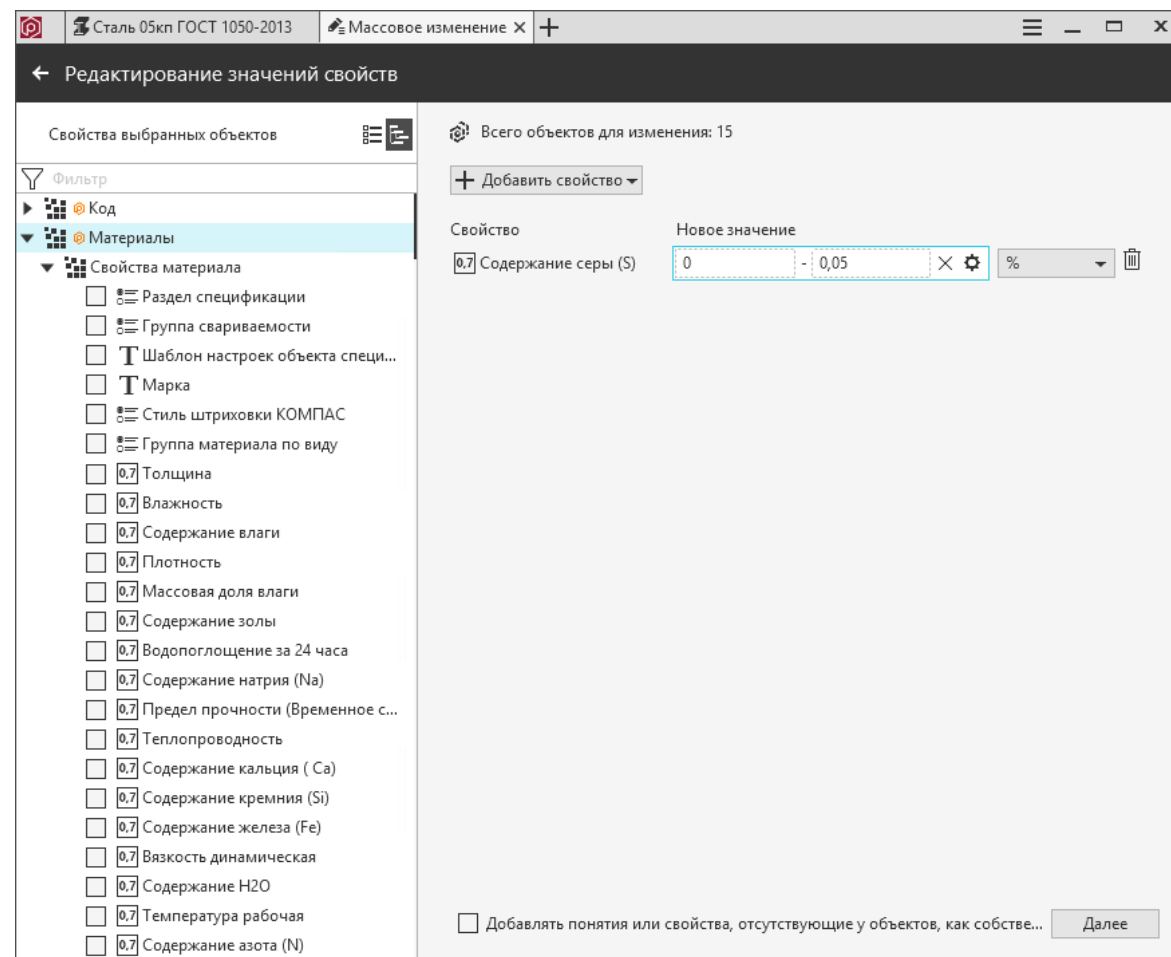 Сталь 05кп ГОСТ 1050-2013
Массовое изменение
Редактирование значений свойств
Свойства выбранных объектов
Фильтр
Код
Материалы
Свойства материала
Раздел спецификации
Группа свариваемости
Шаблон настроек объекта специ...
Марка
Стиль штриховки КОМПАС
Группа материала по виду
0,7 Толщина
0,7 Влажность
0,7 Содержание влаги
0,7 Плотность
0,7 Массовая доля влаги
0,7 Содержание золы
0,7 Водопоглощение за 24 часа
0,7 Содержание натрия (Na)
0,7 Предел прочности (Временное с...
0,7 Теплопроводность
0,7 Содержание кальция ( Ca)
0,7 Содержание кремния (Si)
0,7 Содержание железа (Fe)
0,7 Вязкость динамическая
0,7 Содержание H2O
0,7 Температура рабочая
0,7 Содержание азота (N)
Всего объектов для изменения: 15
Добавить свойство
Свойство Новое значение
0,7 Содержание серы (S) 0 - 0,05 %
Добавлять понятия или свойства, отсутствующие у объектов, как собстве... Далее